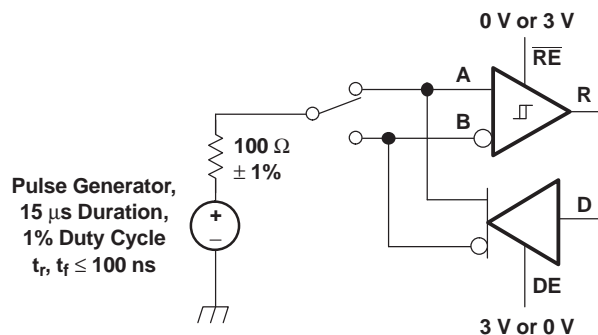 0 V or 3 V
RE
A
R
B
100 Ω
± 1%
Pulse Generator,
15 μs Duration,
1% Duty Cycle
tr, tf ≤ 100 ns
+
–
D
DE
3 V or 0 V